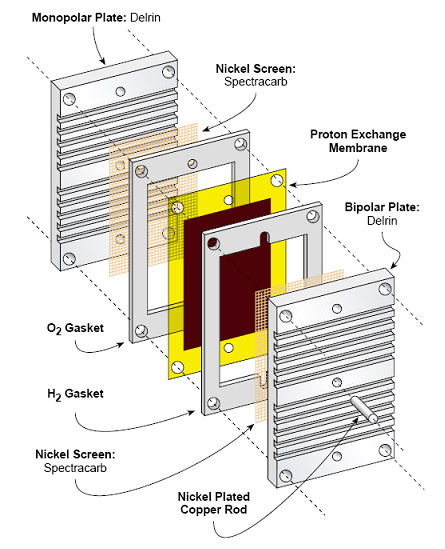 Monopolar Plate: Delrin
Nickel Screen:
Spectracarb
Proton Exchange
Membrane
Bipolar Plate:
Delrin
O2 Gasket
H2 Gasket
Nickel Screen:
Spectracarb
Nickel Plated
Copper Rod